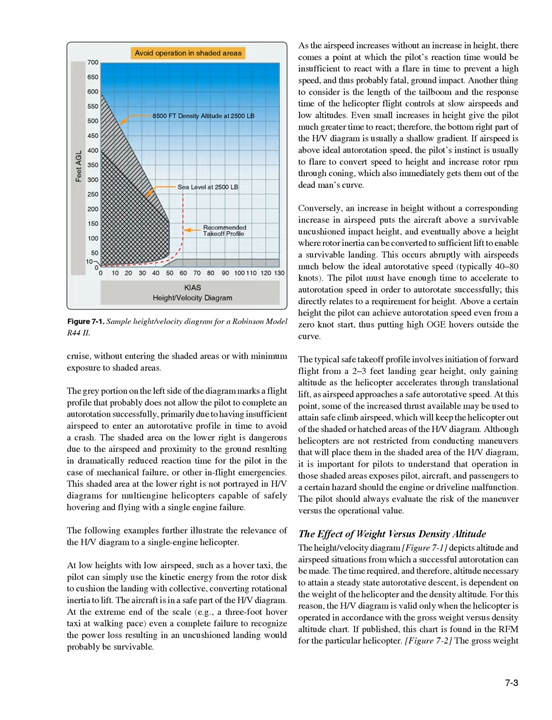 Avoid operation in shaded areas
700
650
600
550
500
450
400
350
300
250
200
150
100
50
10
0
Feet AGL
8500 FT Density Altitude at 2500 LB
Sea Level at 2500 LB
Recommended
Takeoff Profile
0 10 20 30 40 50 60 70 80 90 100 110 120 130
KIAS
Height/Velocity Diagram
Figure 7-1. Sample height/velocity diagram for a Robinson Model
R44 II.
cruise, without entering the shaded areas or with minimum
exposure to shaded areas.
The grey portion on the left side of the diagram marks a flight
profile that probably does not allow the pilot to complete an
autorotation successfully, primarily due to having insufficient
airspeed to enter an autorotative profile in time to avoid
a crash. The shaded area on the lower right is dangerous
due to the airspeed and proximity to the ground resulting
in dramatically reduced reaction time for the pilot in the
case of mechanical failure, or other in-flight emergencies.
This shaded area at the lower right is not portrayed in H/V
diagrams for multiengine helicopters capable of safely
hovering and flying with a single engine failure.
The following examples further illustrate the relevance of
the H/V diagram to a single-engine helicopter.
At low heights with low airspeed, such as a hover taxi, the
pilot can simply use the kinetic energy from the rotor disk
to cushion the landing with collective, converting rotational
inertia to lift. The aircraft is in a safe part of the H/V diagram.
At the extreme end of the scale (e.g., a three-foot hover
taxi at walking pace) even a complete failure to recognize
the power loss resulting in an uncushioned landing would
probably be survivable.
As the airspeed increases without an increase in height, there
comes a point at which the pilot's reaction time would be
insufficient to react with a flare in time to prevent a high
speed, and thus probably fatal, ground impact. Another thing
to consider is the length of the tailboom and the response
time of the helicopter flight controls at slow airspeeds and
low altitudes. Even small increases in height give the pilot
much greater time to react; therefore, the bottom right part of
the H/V diagram is usually a shallow gradient. If airspeed is
above ideal autorotation speed, the pilot's instinct is usually
to flare to convert speed to height and increase rotor rpm
through coning, which also immediately gets them out of the
dead man's curve.
Conversely, an increase in height without a corresponding
increase in airspeed puts the aircraft above a survivable
uncushioned impact height, and eventually above a height
where rotor inertia can be converted to sufficient lift to enable
a survivable landing. This occurs abruptly with airspeeds
much below the ideal autorotative speed (typically 40–80
knots). The pilot must have enough time to accelerate to
autorotation speed in order to autorotate successfully; this
directly relates to a requirement for height. Above a certain
height the pilot can achieve autorotation speed even from a
zero knot start, thus putting high OGE hovers outside the
curve.
The typical safe takeoff profile involves initiation of forward
flight from a 2–3 feet landing gear height, only gaining
altitude as the helicopter accelerates through translational
lift, as airspeed approaches a safe autorotative speed. At this
point, some of the increased thrust available may be used to
attain safe climb airspeed, which will keep the helicopter out
of the shaded or hatched areas of the H/V diagram. Although
helicopters are not restricted from conducting maneuvers
that will place them in the shaded area of the H/V diagram,
it is important for pilots to understand that operation in
those shaded areas exposes pilot, aircraft, and passengers to
a certain hazard should the engine or driveline malfunction.
The pilot should always evaluate the risk of the maneuver
versus the operational value.
The Effect of Weight Versus Density Altitude
The height/velocity diagram [Figure 7-1] depicts altitude and
airspeed situations from which a successful autorotation can
be made. The time required, and therefore, altitude necessary
to attain a steady state autorotative descent, is dependent on
the weight of the helicopter and the density altitude. For this
reason, the H/V diagram is valid only when the helicopter is
operated in accordance with the gross weight versus density
altitude chart. If published, this chart is found in the RFM
for the particular helicopter. [Figure 7-2] The gross weight
7-3